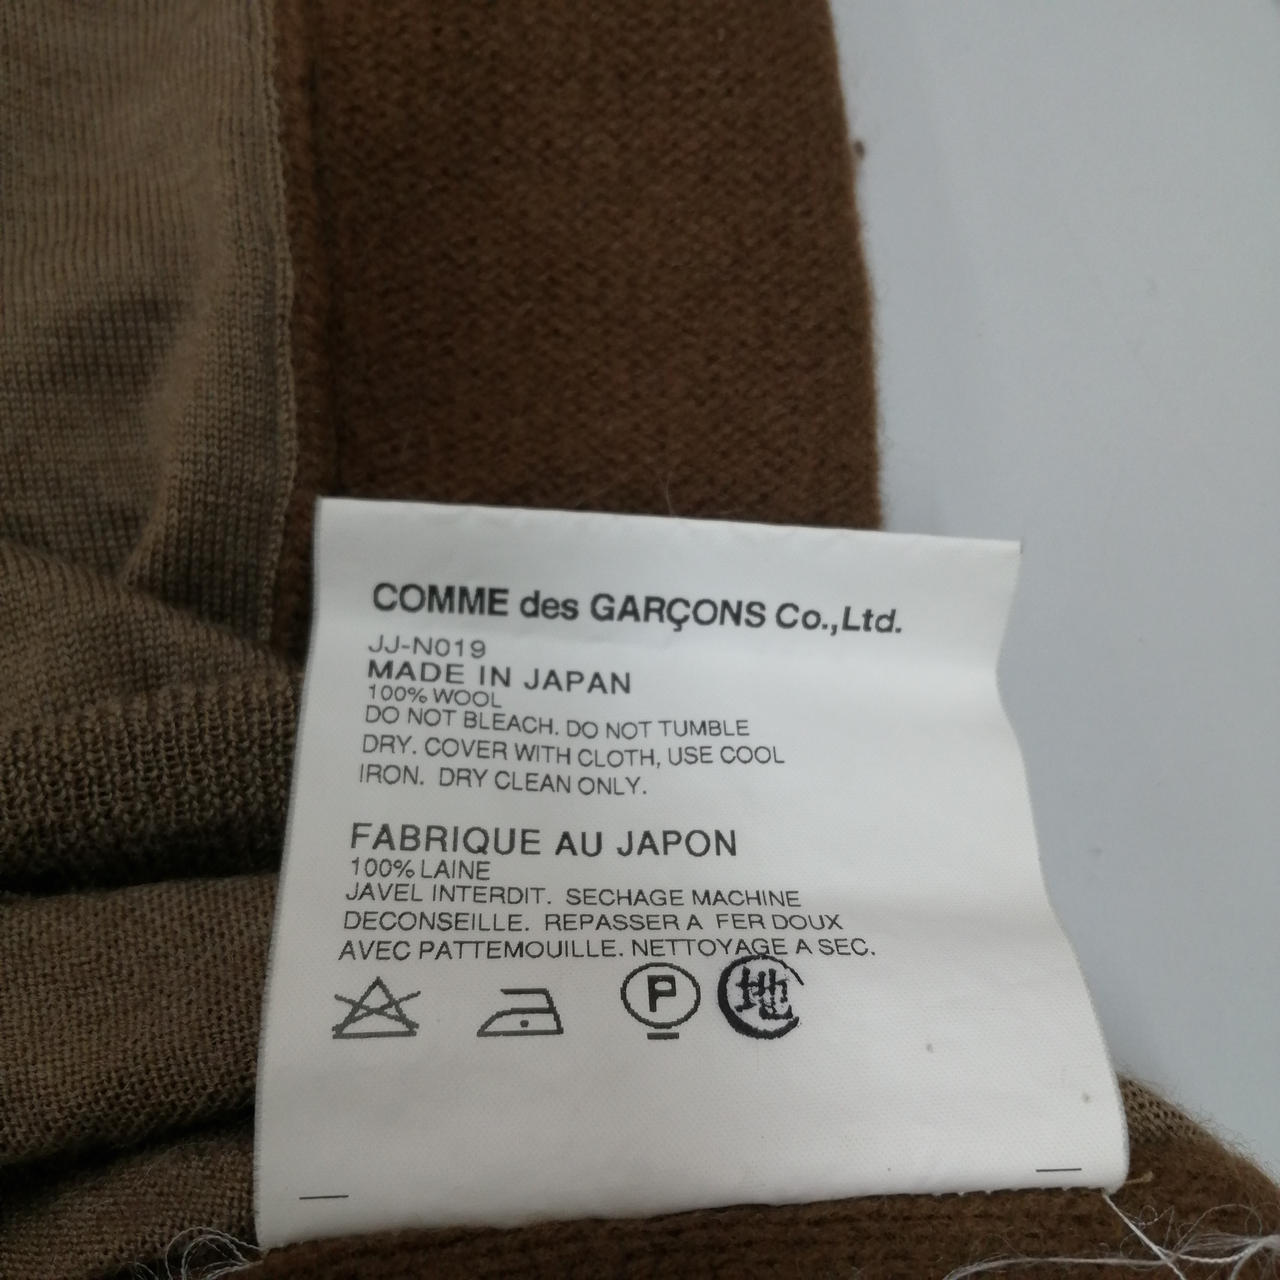 COMME des GARÇONS Co.,Ltd.
JJ-N019
MADE IN JAPAN
100% WOOL
DO NOT BLEACH. DO NOT TUMBLE
DRY. COVER WITH CLOTH, USE COOL
IRON. DRY CLEAN ONLY.
FABRIQUE AU JAPON
100% LAINE
JAVEL INTERDIT. SECHAGE MACHINE
DECONSEILLE. REPASSER A FER DOUX
AVEC PATTEMOUILLE. NETTOYAGE A SEC.
P 地